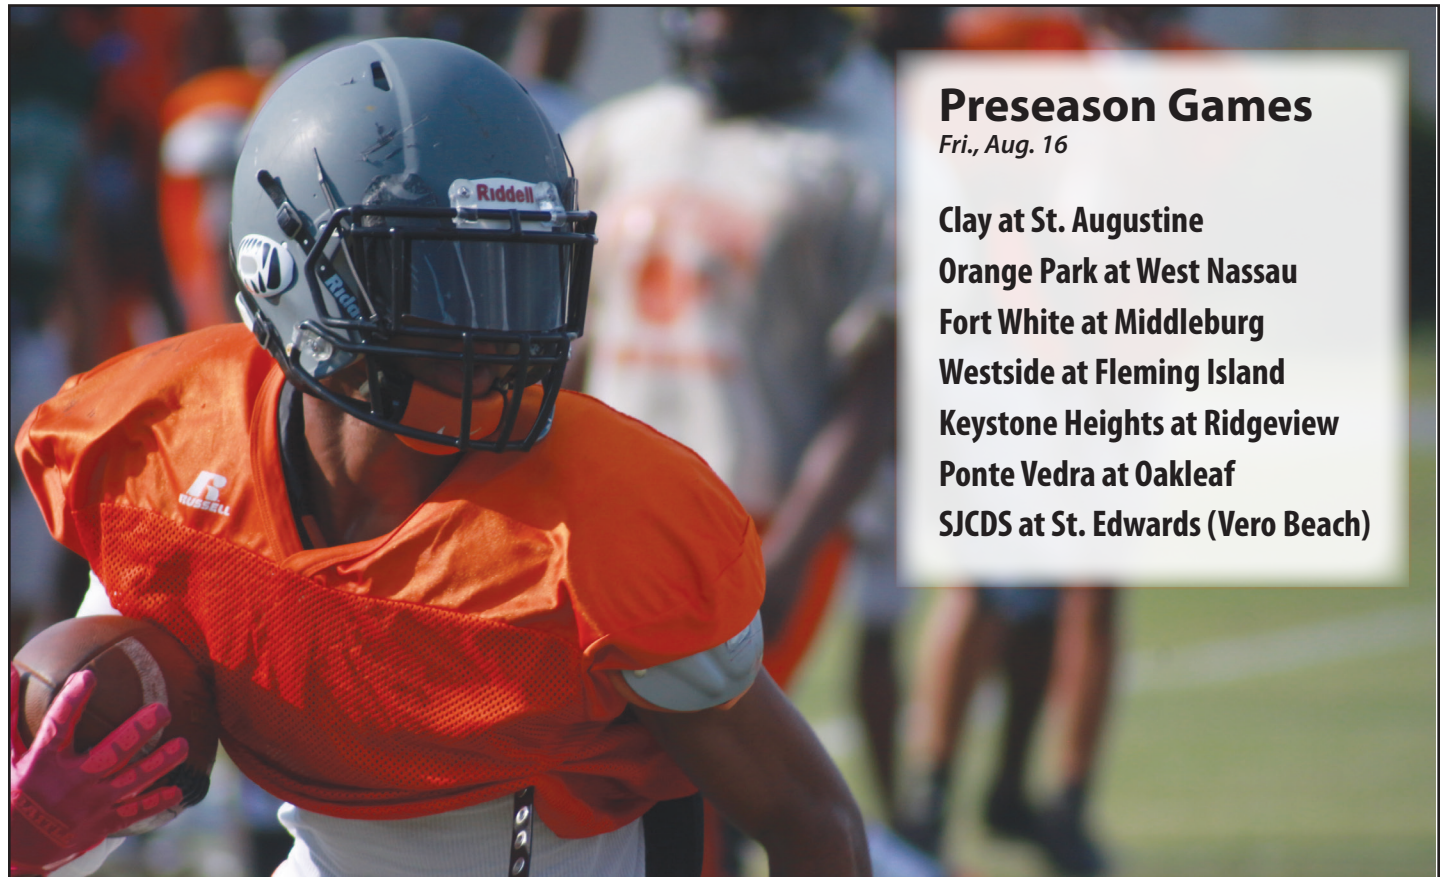 Preseason Games
Fri., Aug. 16
Clay at St. Augustine
Orange Park at West Nassau
Fort White at Middleburg
Westside at Fleming Island
Keystone Heights at Ridgeview
Ponte Vedra at Oakleaf
SJCDS at St. Edwards (Vero Beach)
Riddell
RUSSELL